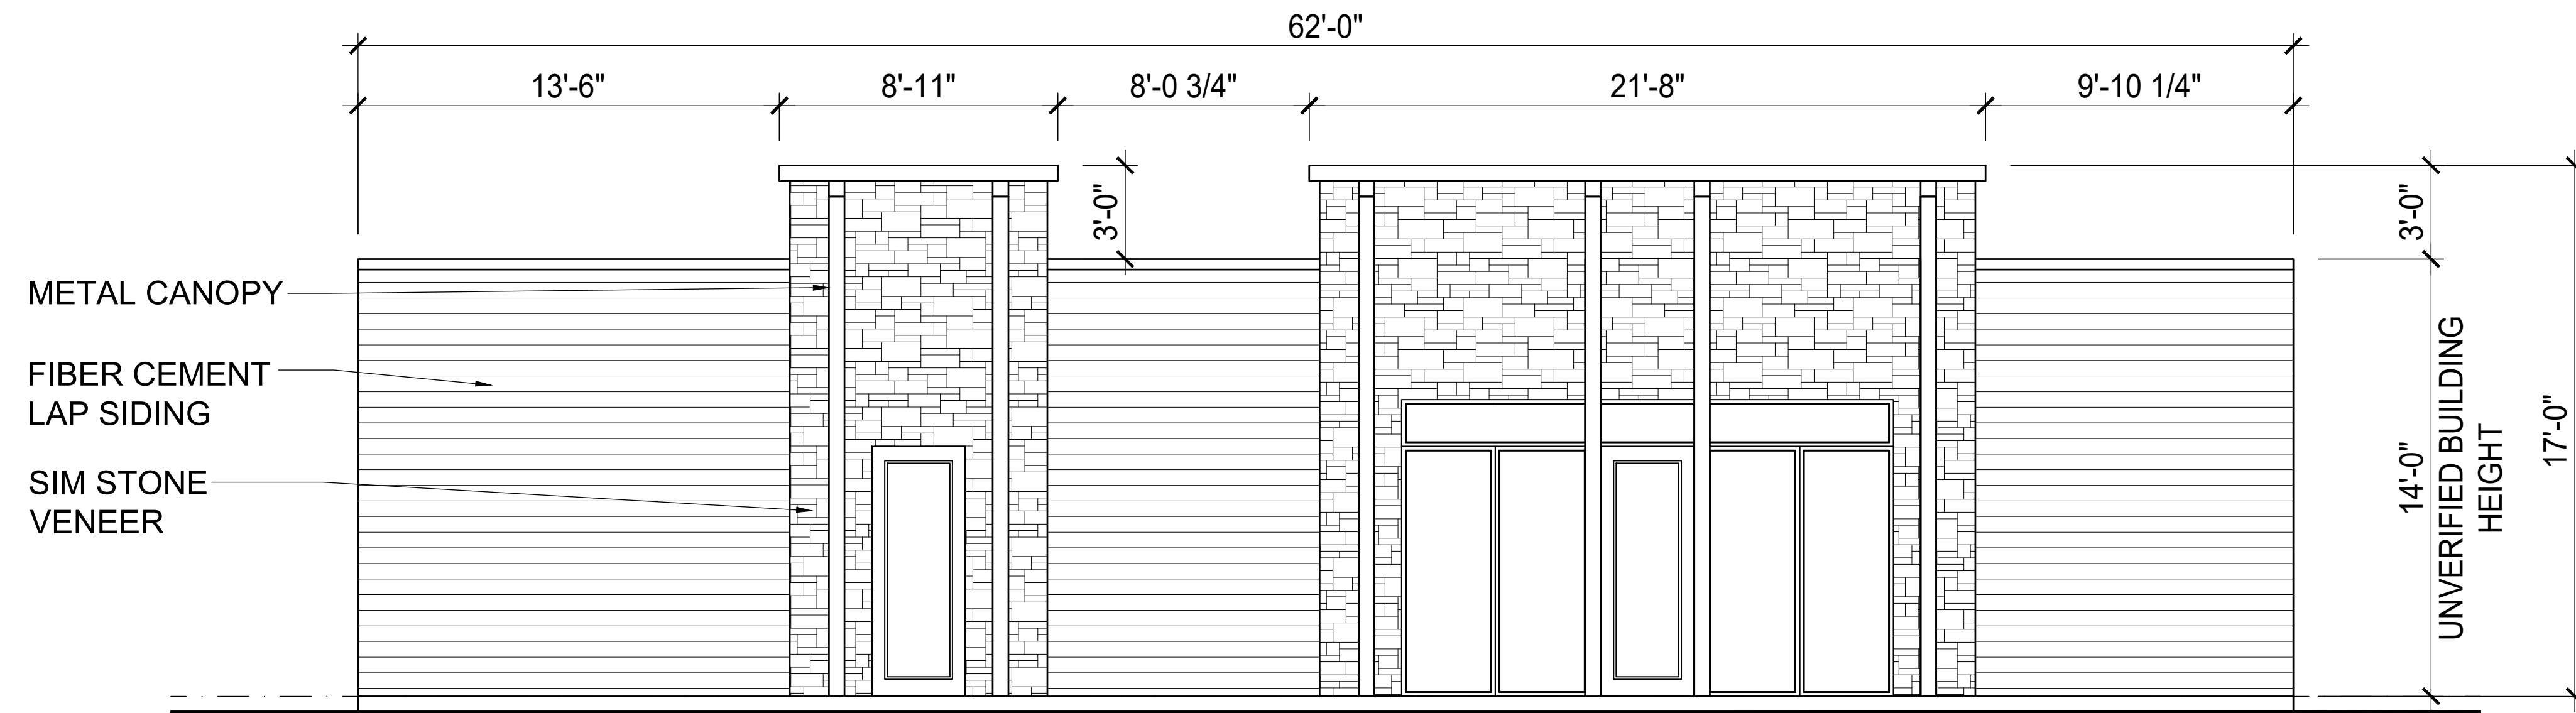 62'-0"
13'-6"
8'-11"
8'-0 3/4"
21'-8"
9'-10 1/4"
3'-0"
3'-0"
METAL CANOPY
FIBER CEMENT
LAP SIDING
SIM STONE
VENEER
14'-0"
UNVERIFIED BUILDING
HEIGHT
17'-0"